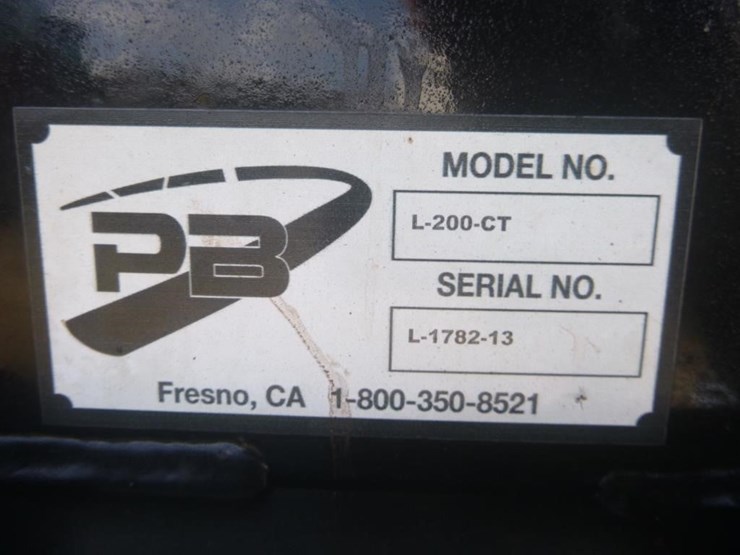 PB
MODEL NO.
L-200-CT
SERIAL NO.
L-1782-13
Fresno, CA 1-800-350-8521